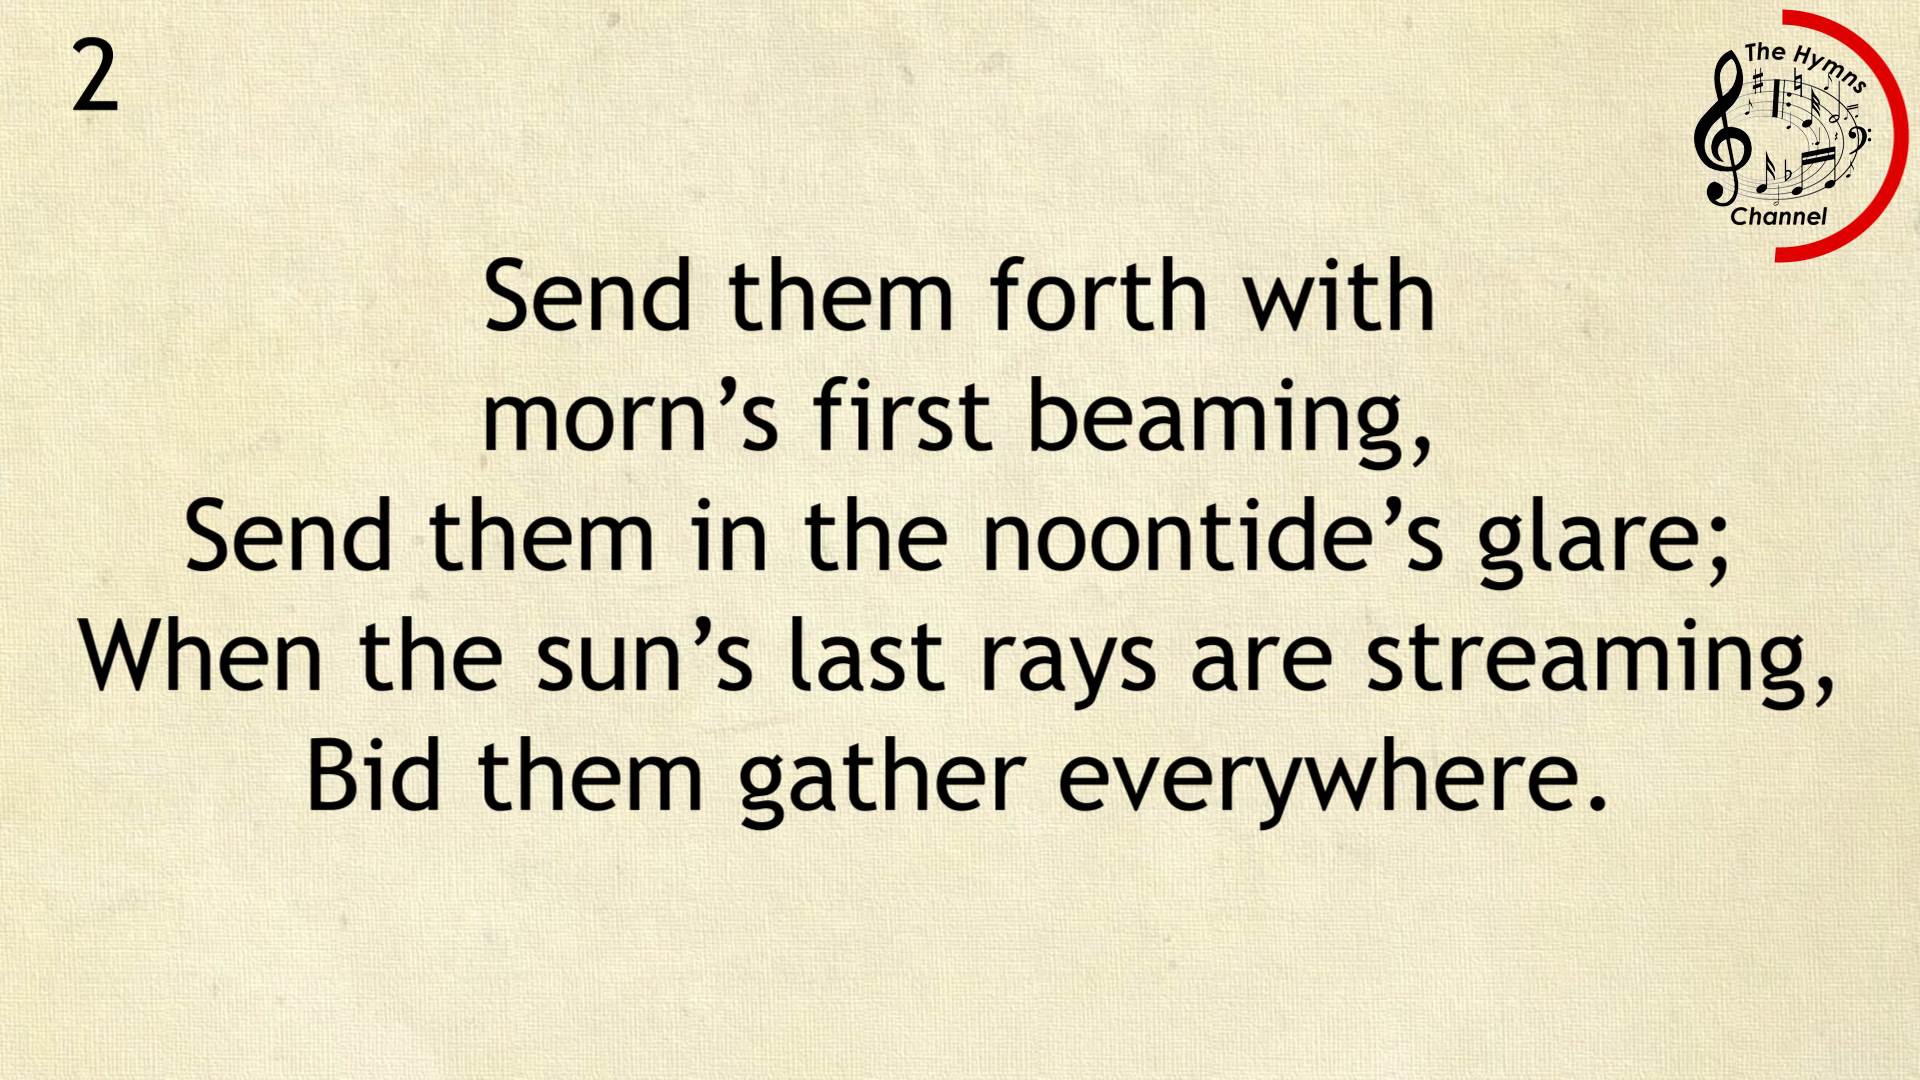 2
The Hymns
Channel
Send them forth with
morn’s first beaming,
Send them in the noontide’s glare;
When the sun’s last rays are streaming,
Bid them gather everywhere.